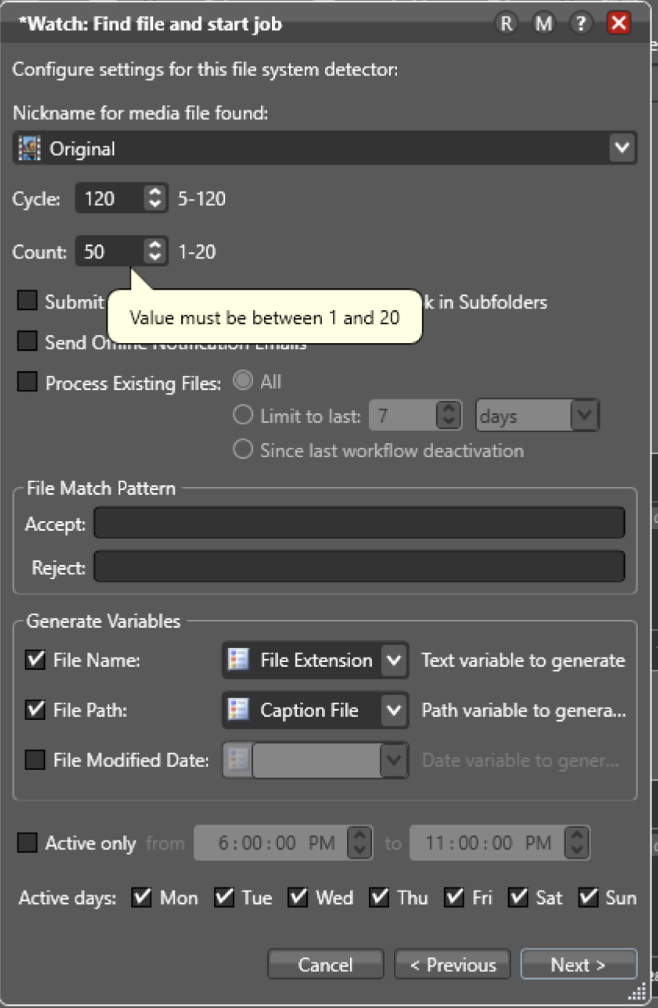 *Watch: Find file and start job
R M ?
Configure settings for this file system detector:
Nickname for media file found:
Original
Cycle: 120 5-120
Count: 50 1-20
Value must be between 1 and 20
Submit k in Subfolders
Send Offline Notification Emails
Process Existing Files: All
Limit to last: 7 days
Since last workflow deactivation
File Match Pattern
Accept:
Reject:
Generate Variables
File Name: File Extension Text variable to generate
File Path: Caption File Path variable to genera...
File Modified Date: Date variable to gener...
Active only from 6:00:00 PM to 11:00:00 PM
Active days: Mon Tue Wed Thu Fri Sat Sun
Cancel < Previous Next >